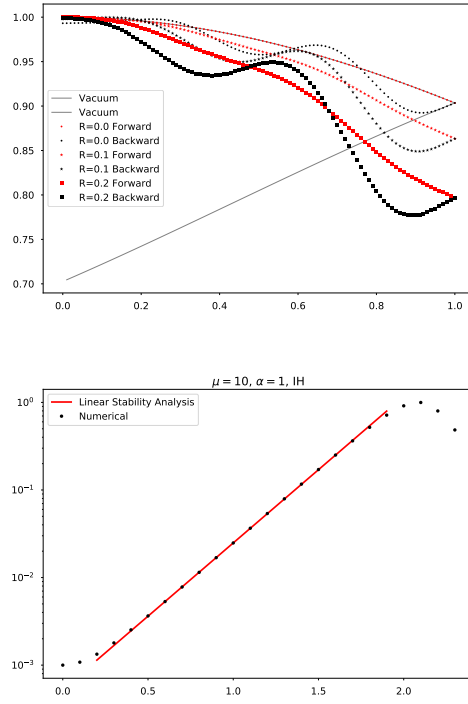 1.00
0.95
0.90
0.85
0.80
0.75
0.70
Vacuum
Vacuum
R=0.0 Forward
R=0.0 Backward
R=0.1 Forward
R=0.1 Backward
R=0.2 Forward
R=0.2 Backward
0.0 0.2 0.4 0.6 0.8 1.0
μ = 10, α = 1, IH
Linear Stability Analysis
Numerical
10⁰
10⁻¹
10⁻²
10⁻³
0.0 0.5 1.0 1.5 2.0